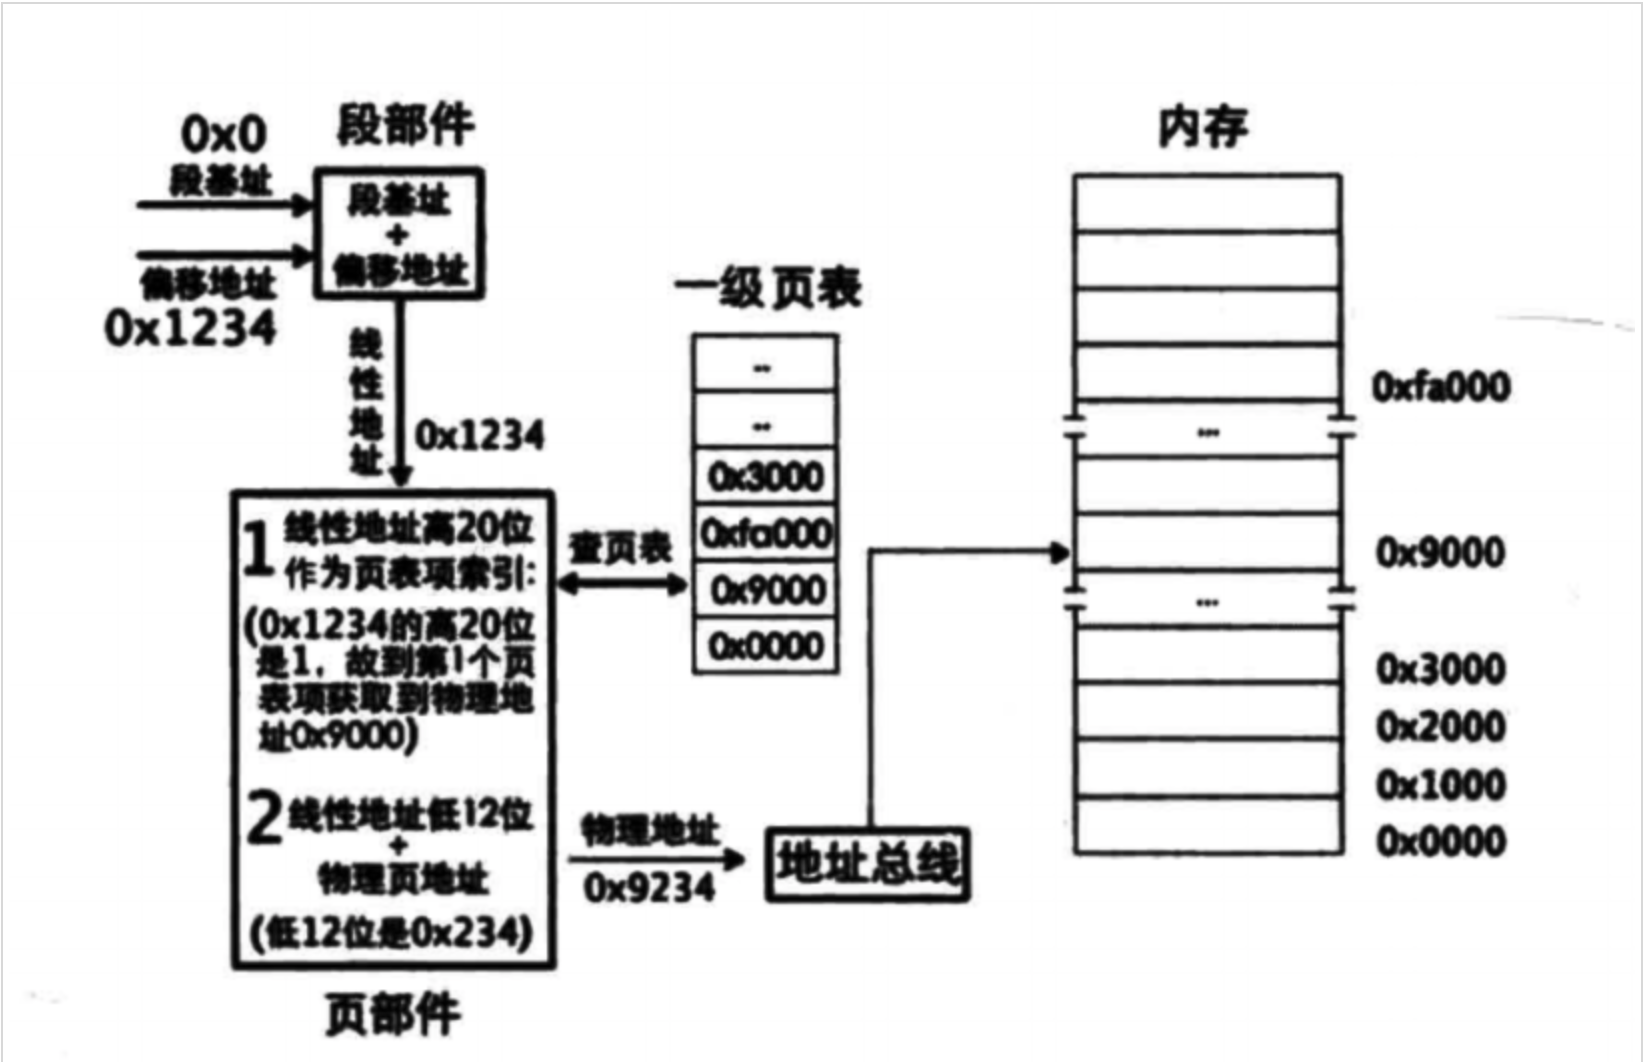 0x0
段基址
偏移地址
0x1234
段部件
段基址
+
偏移地址
线性地址
0x1234
1 线性地址高20位
作为页表项索引:
(0x1234的高20位
是1，故到第1个页
表项获取到物理地
址0x9000)
2 线性地址低12位
+
物理页地址
(低12位是0x234)
页部件
查页表
一级页表
..
..
0x3000
0xfa000
0x9000
0x0000
物理地址
0x9234
地址总线
内存
...
...
0xfa000
0x9000
0x3000
0x2000
0x1000
0x0000